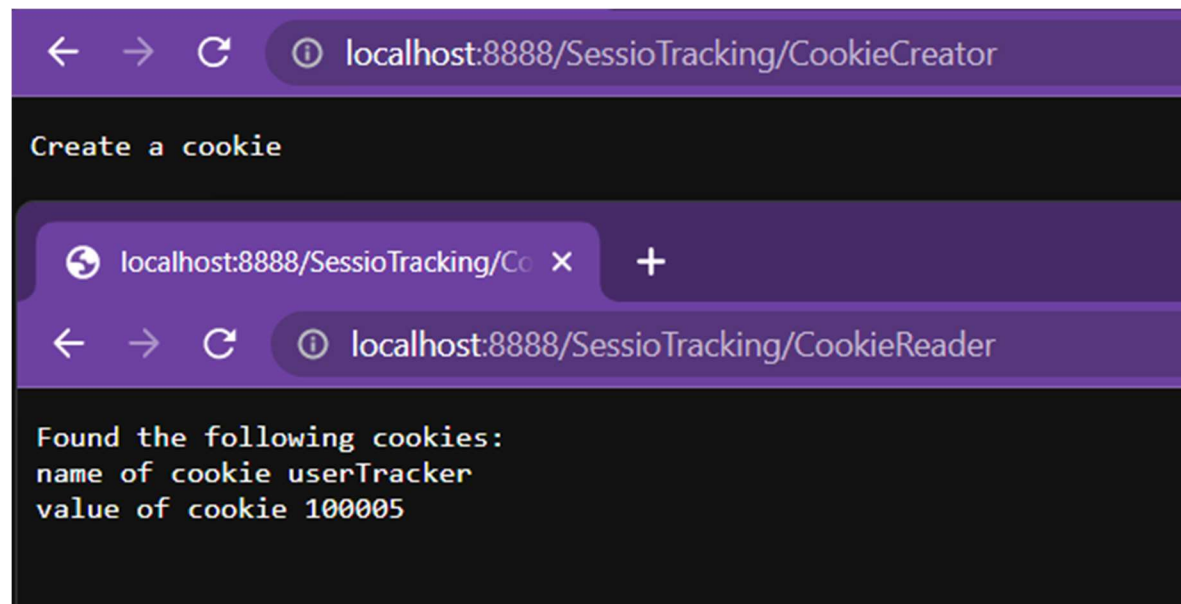 localhost:8888/SessioTracking/CookieCreator
Create a cookie
localhost:8888/SessioTracking/Co
localhost:8888/SessioTracking/CookieReader
Found the following cookies:
name of cookie userTracker
value of cookie 100005